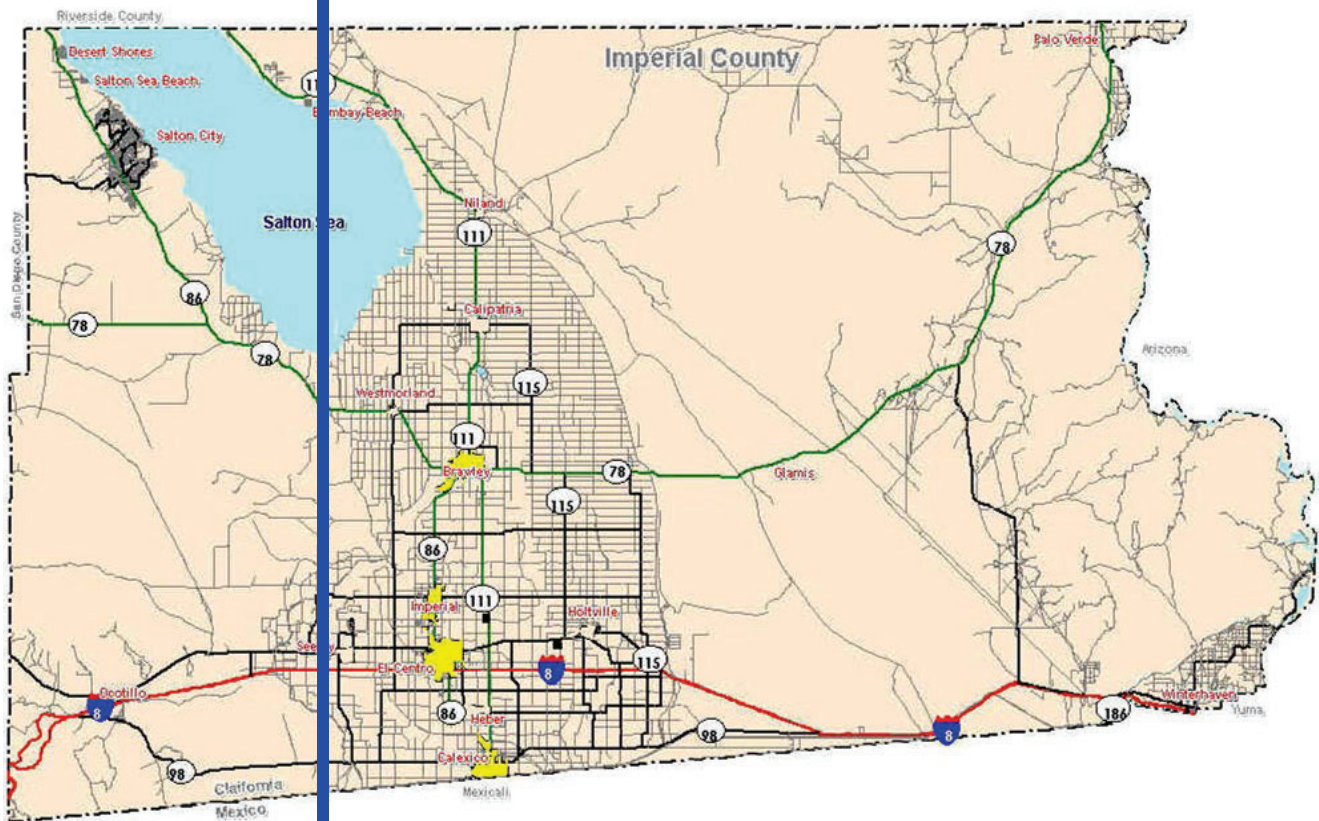 Riverside County
Desert Shores
Salton Sea Beach
Salton City
Imperial County
Palo Verde
Bombay Beach
Salton Sea
Niland
111
San Diego County
78
86
78
78
Calipatria
Arizona
115
Westmorland
111
Brawley
78
Glamis
115
86
111
Imperial
Holtville
El Centro
8
115
Ocotillo
8
86
Heber
Winterhaven
186
Yuma
98
8
Calexico
98
Claifornia
Mexico
Mexicali